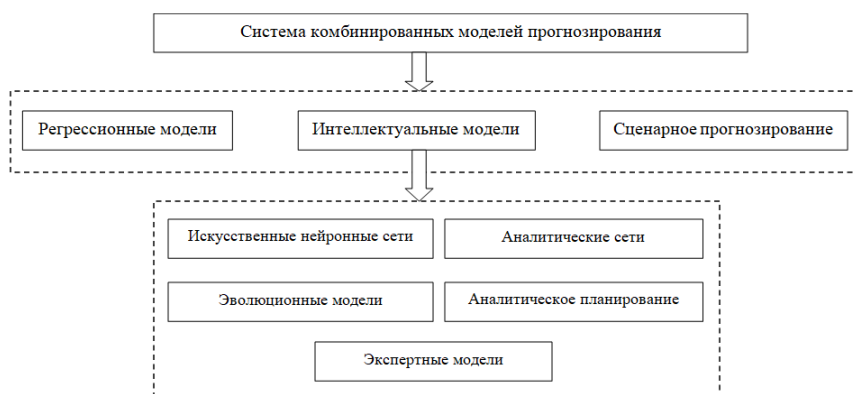 Система комбинированных моделей прогнозирования
Регрессионные модели
Интеллектуальные модели
Сценарное прогнозирование
Искусственные нейронные сети
Аналитические сети
Эволюционные модели
Аналитическое планирование
Экспертные модели